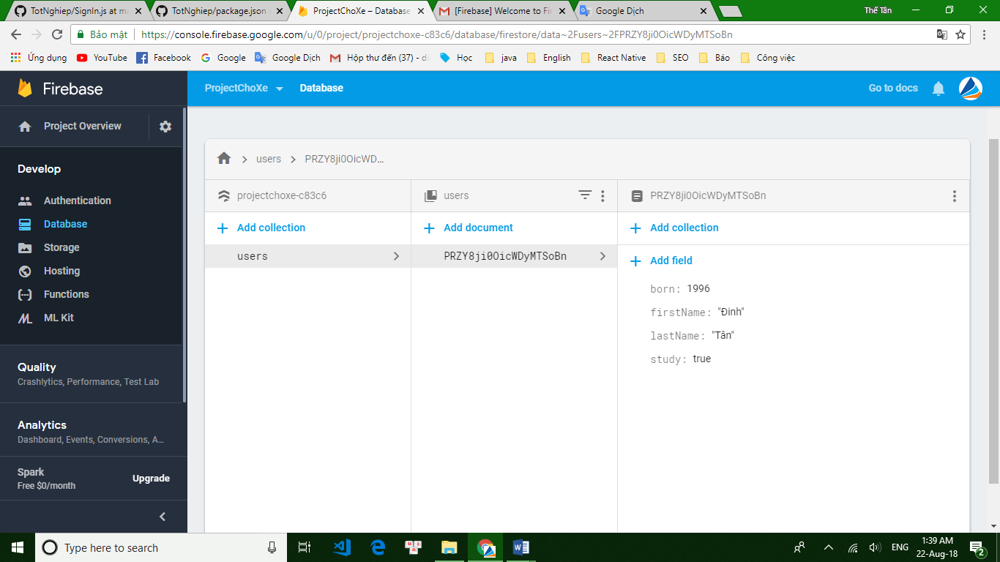 TotNghiep/SignIn.js at ma
TotNghiep/package.json
ProjectChoXe – Database
[Firebase] Welcome to Fir
Google Dịch
Thế Tân
Bảo mật
https://console.firebase.google.com/u/0/project/projectchoxe-c83c6/database/firestore/data~2Fusers~2FPRZY8ji0OicWDyMTSoBn
Ứng dụng YouTube Facebook Google Google Dịch Hộp thư đến (37) - di Học java English React Native SEO Báo Công việc
Firebase
ProjectChoXe Database Go to docs
Project Overview
Develop
Authentication
Database
Storage
Hosting
Functions
ML Kit
Quality
Crashlytics, Performance, Test Lab
Analytics
Dashboard, Events, Conversions, A...
Spark
Free $0/month
Upgrade
users PRZY8ji0OicWD...
projectchoxe-c83c6 users PRZY8ji0OicWDyMTSoBn
Add collection Add document Add collection
users PRZY8ji0OicWDyMTSoBn
Add field
born: 1996
firstName: "Đinh"
lastName: "Tân"
study: true
Type here to search
ENG
1:39 AM
22-Aug-18
2